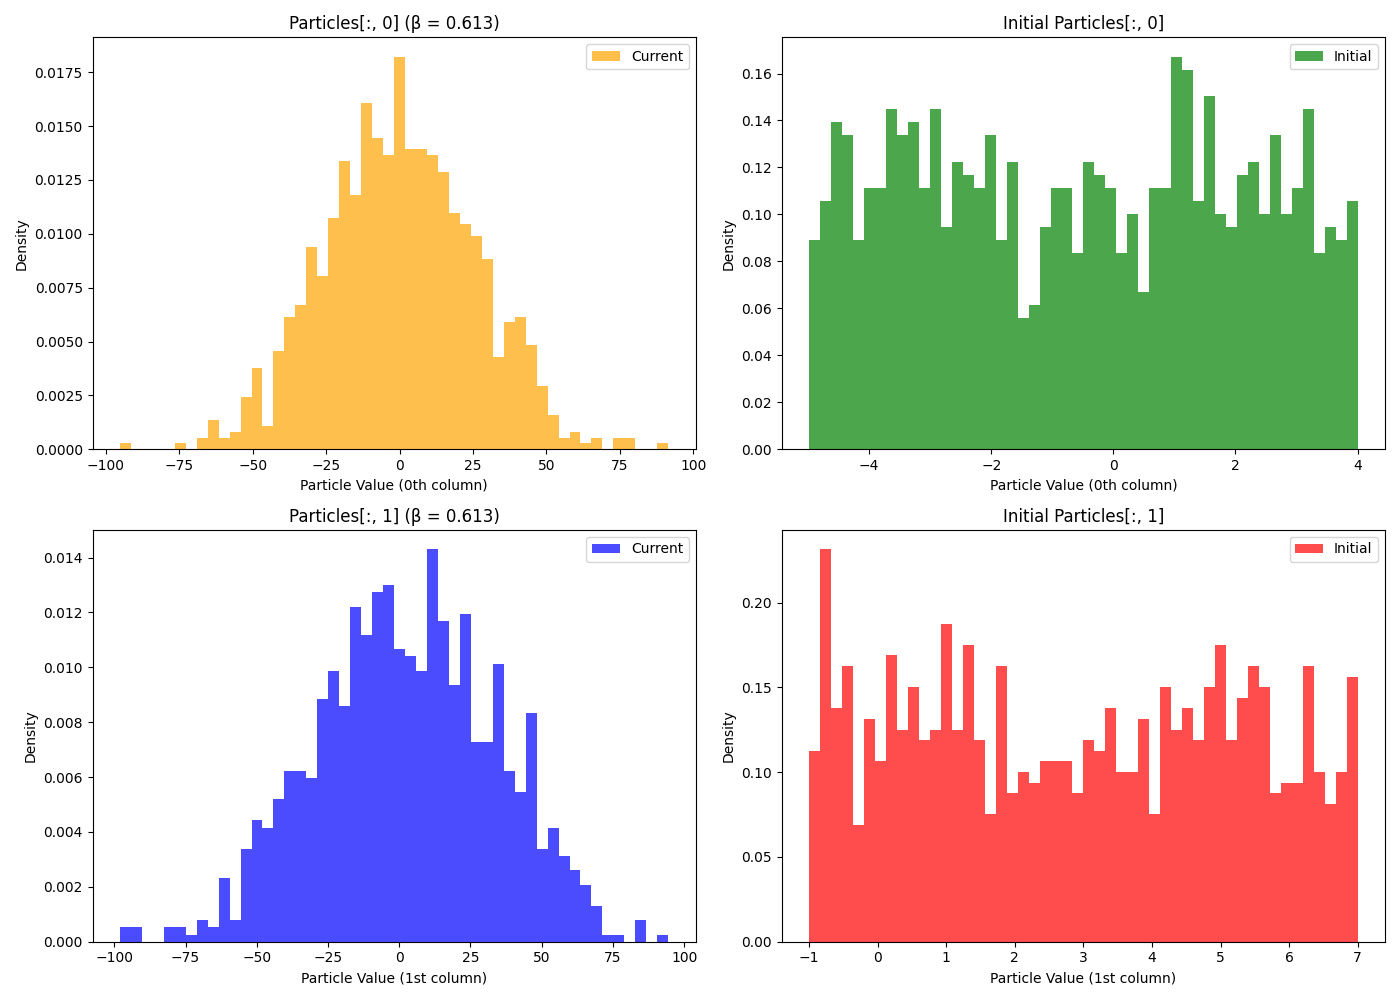 Particles[:, 0] (β = 0.613)
Current
0.0175
0.0150
0.0125
0.0100
0.0075
0.0050
0.0025
0.0000
Density
−100 −75 −50 −25 0 25 50 75 100
Particle Value (0th column)
Initial Particles[:, 0]
Initial
0.16
0.14
0.12
0.10
0.08
0.06
0.04
0.02
0.00
Density
−4 −2 0 2 4
Particle Value (0th column)
Particles[:, 1] (β = 0.613)
Current
0.014
0.012
0.010
0.008
0.006
0.004
0.002
0.000
Density
−100 −75 −50 −25 0 25 50 75 100
Particle Value (1st column)
Initial Particles[:, 1]
Initial
0.20
0.15
0.10
0.05
0.00
Density
−1 0 1 2 3 4 5 6 7
Particle Value (1st column)